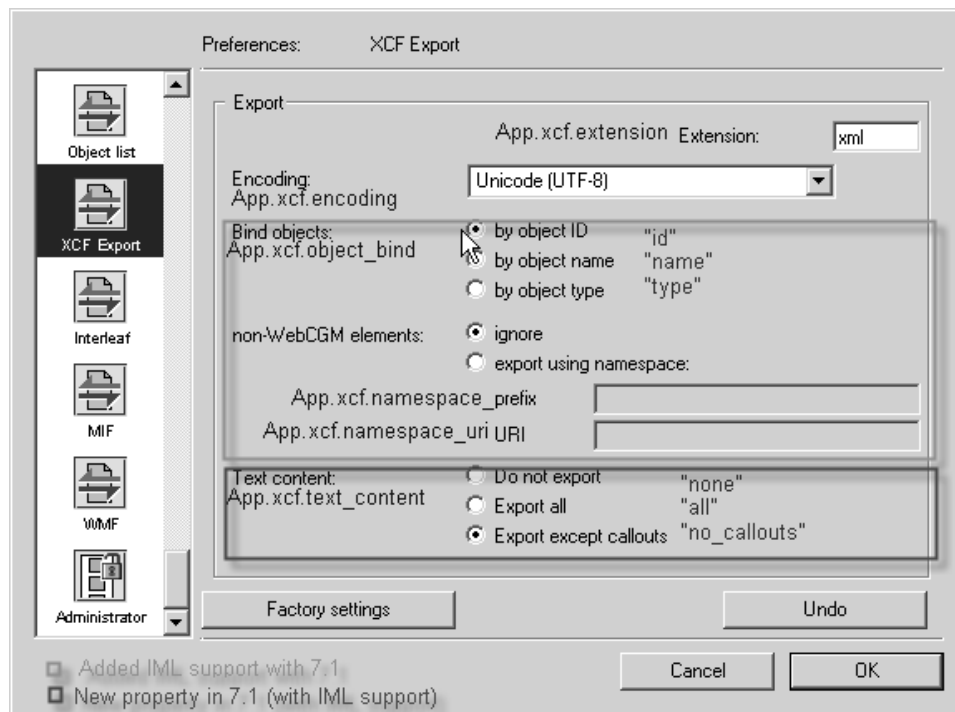 Preferences: XCF Export
Object list
XCF Export
Interleaf
MIF
WMF
Administrator
Export
App.xcf.extension Extension: xml
Encoding: Unicode (UTF-8)
App.xcf.encoding
Bind objects: by object ID "id"
App.xcf.object_bind
by object name "name"
by object type "type"
non-WebCGM elements: ignore
export using namespace:
App.xcf.namespace_prefix
App.xcf.namespace_uri URI
Text content: Do not export "none"
App.xcf.text_content
Export all "all"
Export except callouts "no_callouts"
Factory settings Undo
Added IML support with 7.1
New property in 7.1 (with IML support)
Cancel OK